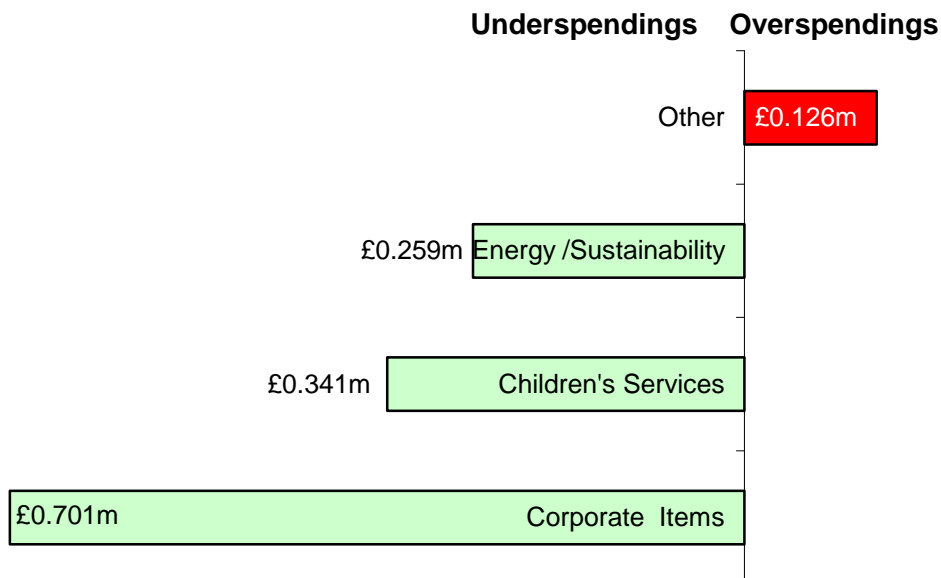 Underspendings Overspendings
Other £0.126m
£0.259m Energy /Sustainability
£0.341m Children's Services
£0.701m Corporate Items